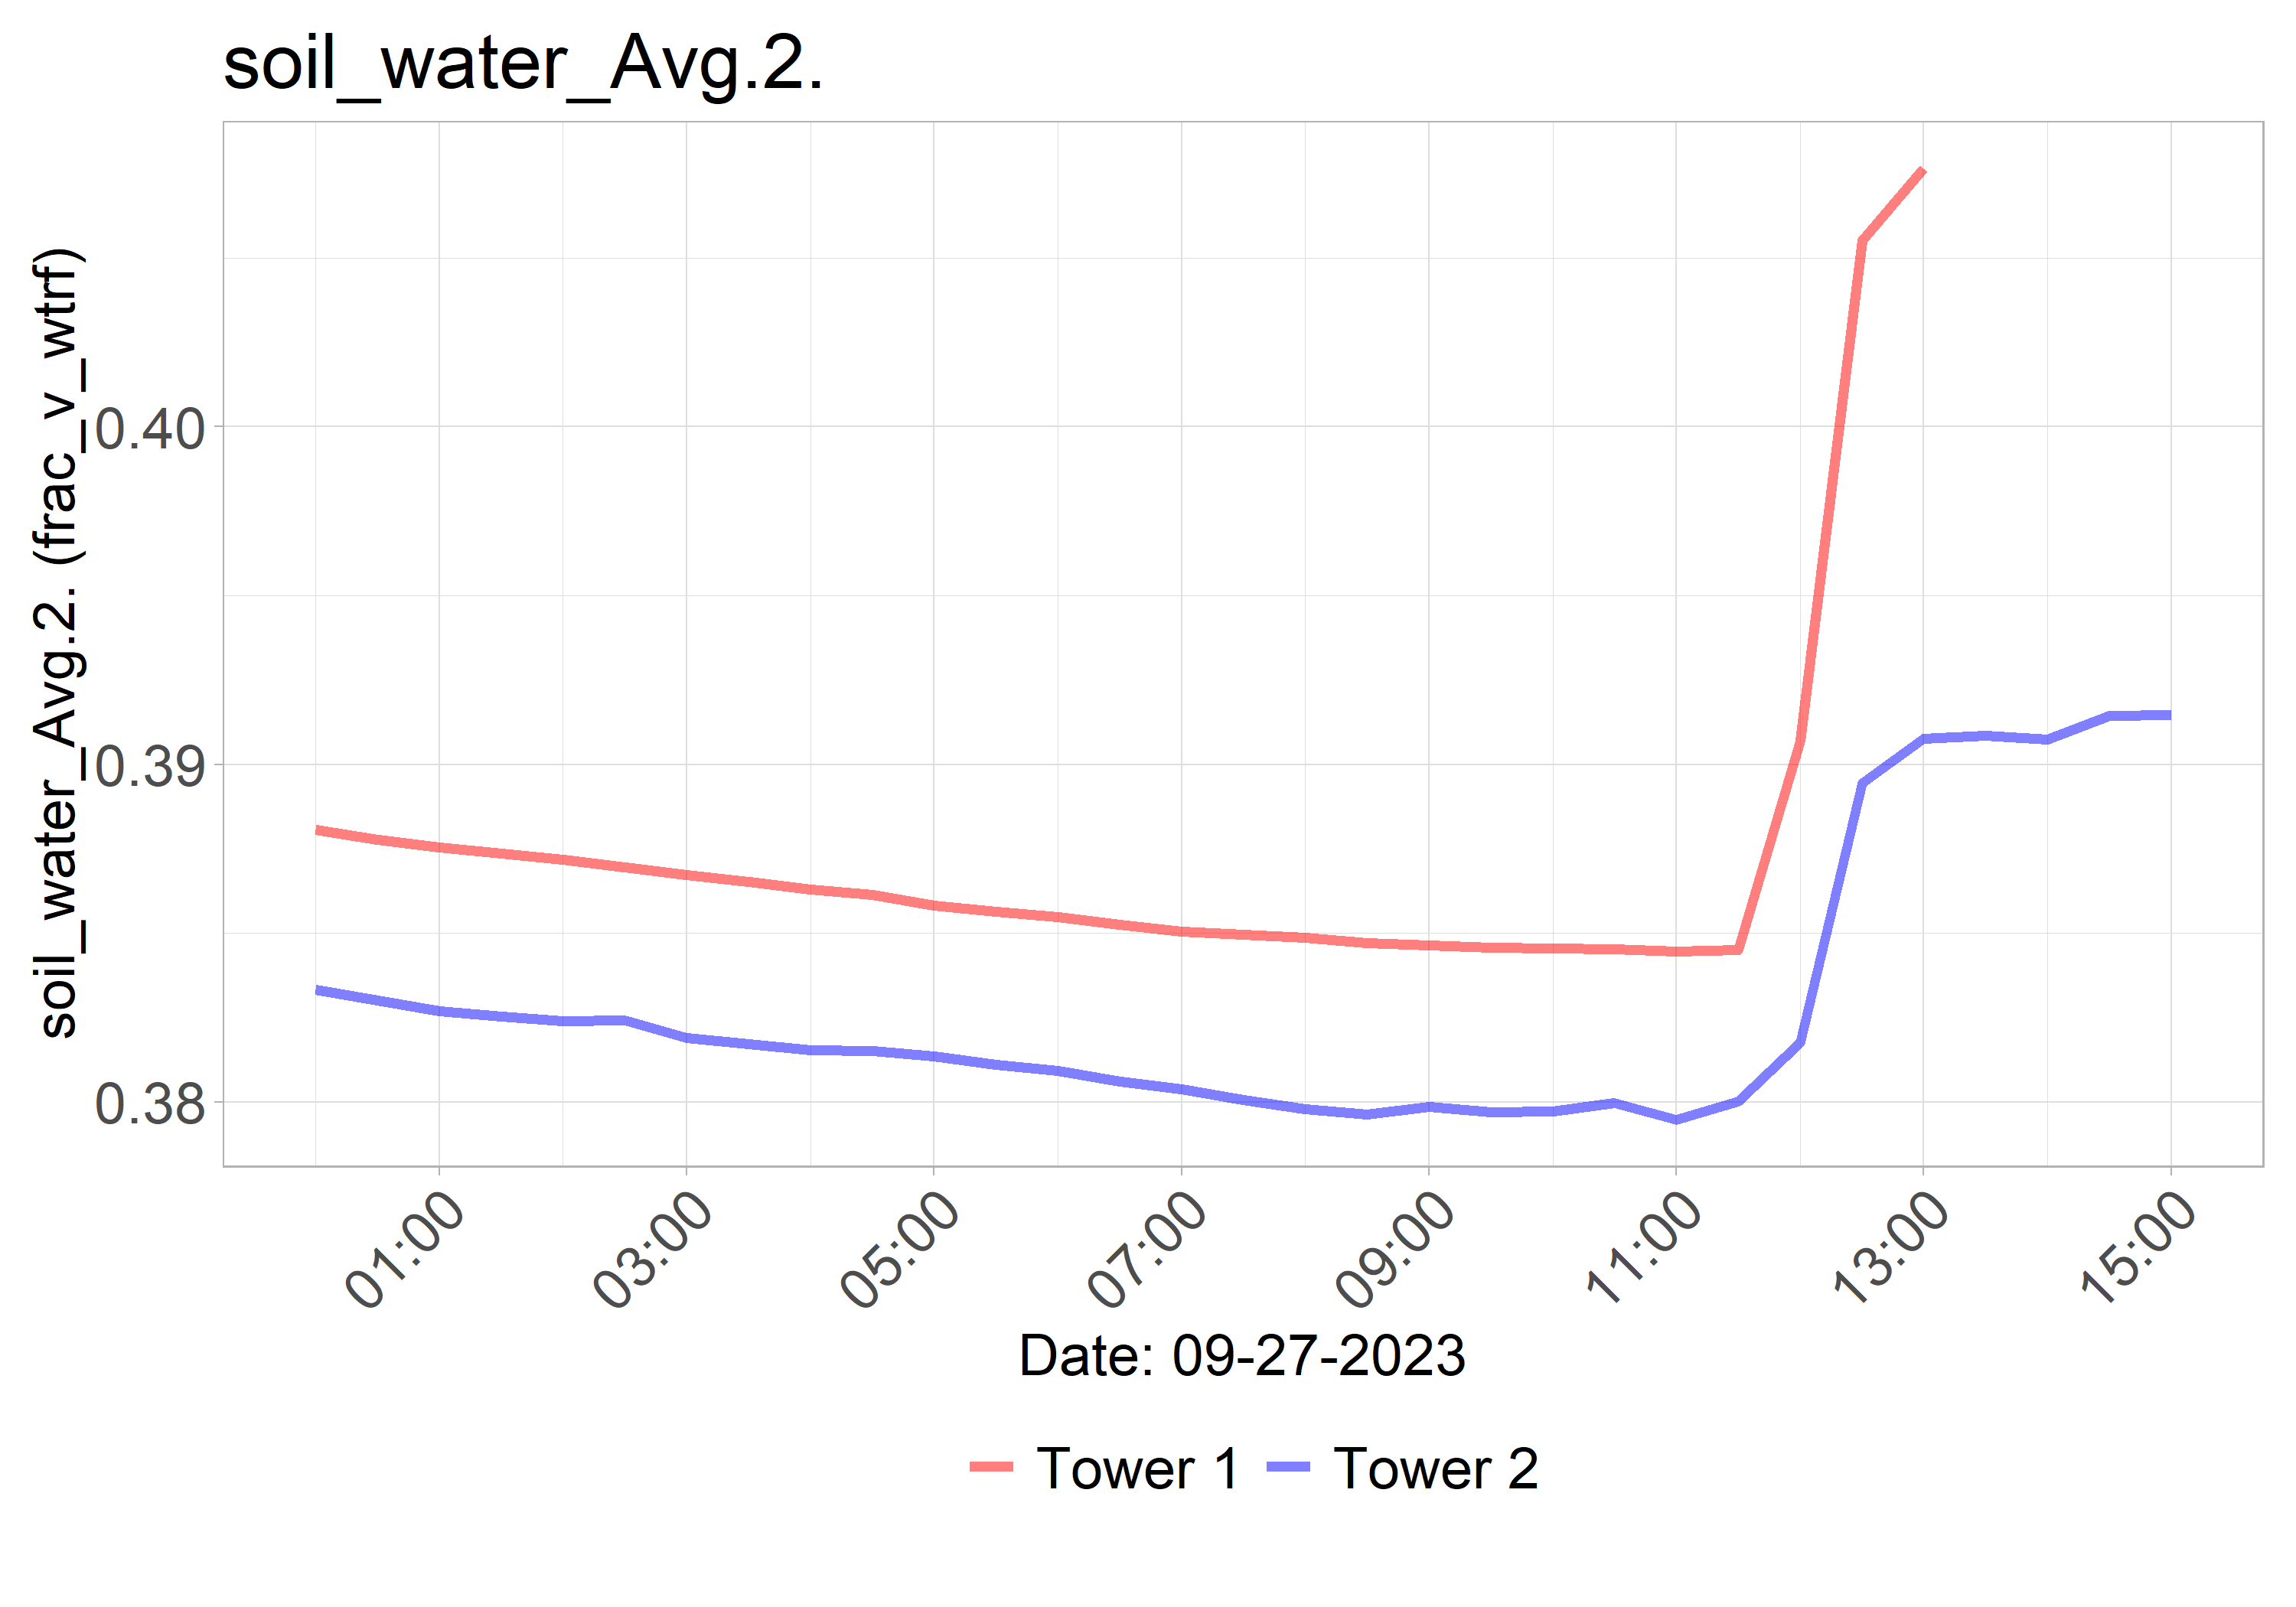 soil_water_Avg.2.
soil_water_Avg.2. (frac_v_wtrf)
0.40
0.39
0.38
01:00
03:00
05:00
07:00
09:00
11:00
13:00
15:00
Date: 09-27-2023
Tower 1
Tower 2